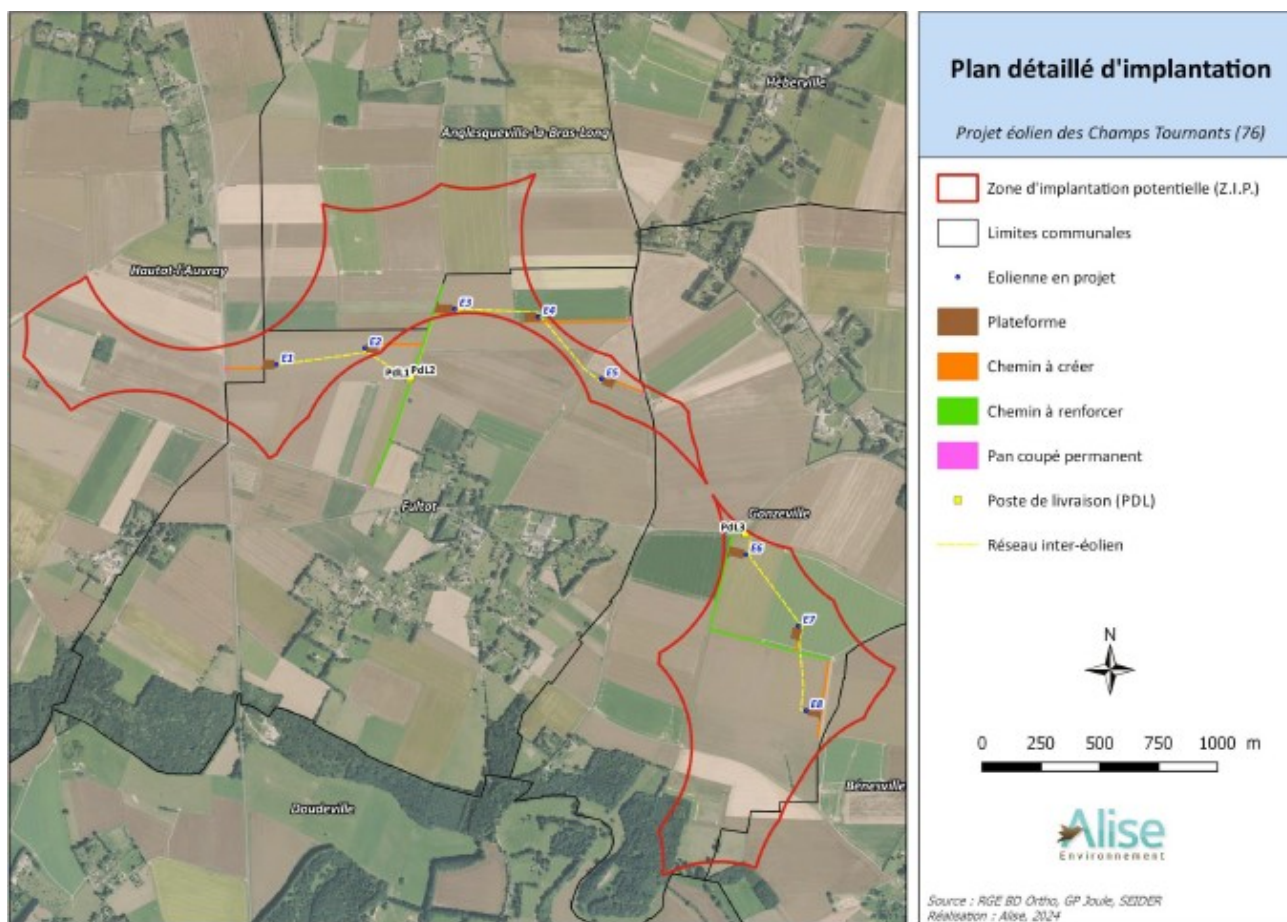 Héberville
Anglesqueville-la-Bras-Long
Hautot-l'Auvray
E3
E4
E2
E1
PdL1
PdL2
E5
Fultot
Gonzeville
PdL3
E6
E7
E8
Bénesville
Doudeville
Plan détaillé d'implantation
Projet éolien des Champs Tournants (76)
Zone d'implantation potentielle (Z.I.P.)
Limites communales
Eolienne en projet
Plateforme
Chemin à créer
Chemin à renforcer
Pan coupé permanent
Poste de livraison (PDL)
Réseau inter-éolien
N
0 250 500 750 1000 m
Alise
Environnement
Source : RGE BD Ortho, GP Joule, SEIDER
Réalisation : Alise, 2024